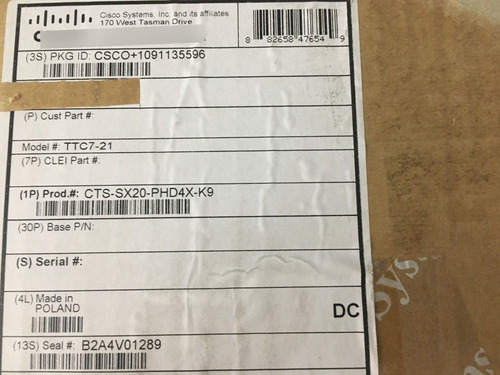 Cisco Systems, Inc. and its affiliates
170 West Tasman Drive
8 82658 47654 9
(3S) PKG ID: CSCO+1091135596
(P) Cust Part #:
Model #: TTC7-21
(7P) CLEI Part #:
(1P) Prod.#: CTS-SX20-PHD4X-K9
(30P) Base P/N:
(S) Serial #:
(4L) Made in
POLAND
DC
(13S) Seal #: B2A4V01289